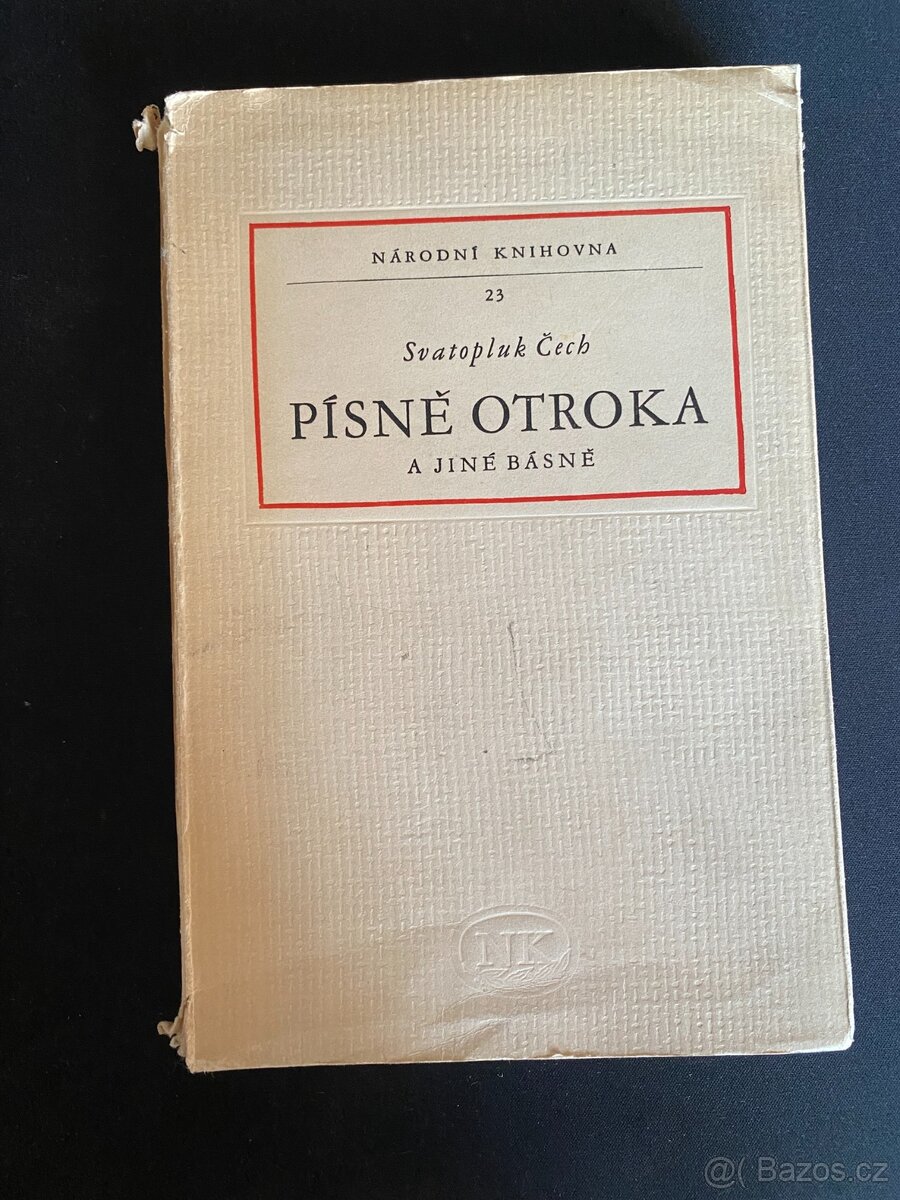 NÁRODNÍ KNIHOVNA
23
Svatopluk Čech
PÍSNĚ OTROKA
A JINÉ BÁSNĚ
NK
@( Bazos.cz